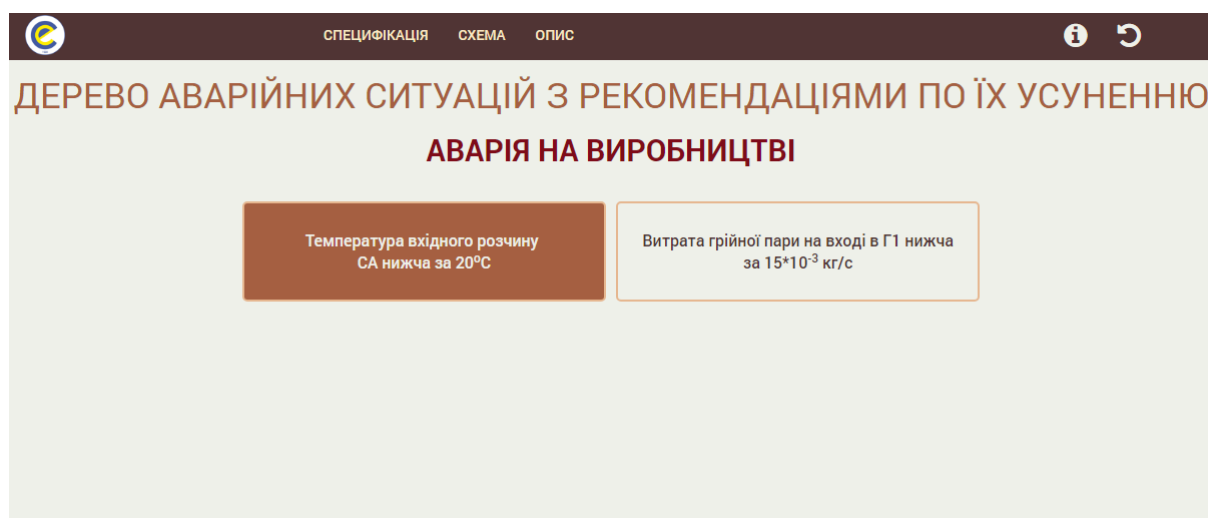 СПЕЦИФІКАЦІЯ СХЕМА ОПИС
ДЕРЕВО АВАРІЙНИХ СИТУАЦІЙ З РЕКОМЕНДАЦІЯМИ ПО ЇХ УСУНЕННЮ
АВАРІЯ НА ВИРОБНИЦТВІ
Температура вхідного розчину
СА нижча за 20⁰С
Витрата грійної пари на вході в Г1 нижча
за 15*10⁻³ кг/с